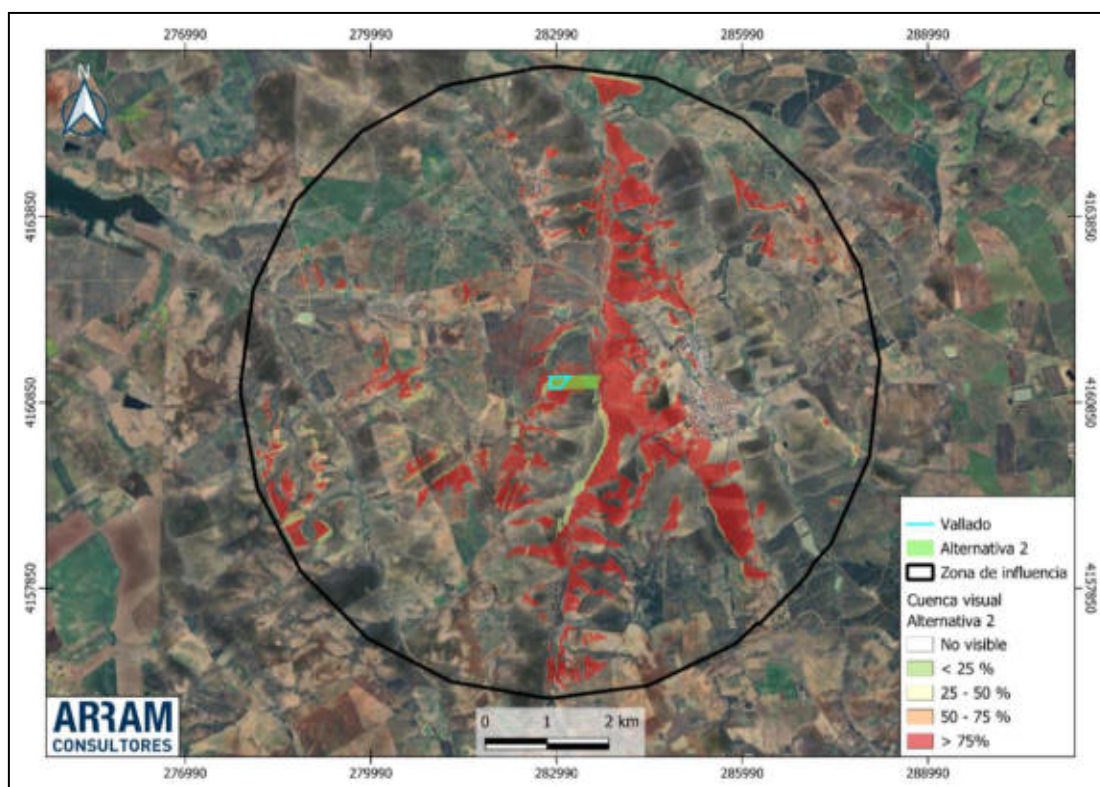 276990 279990 282990 285990 288990
N
4163850 4163850
4160850 4160850
4157850 4157850
Vallado
Alternativa 2
Zona de influencia
Cuenca visual
Alternativa 2
No visible
< 25 %
25 - 50 %
50 - 75 %
> 75%
ARRAM
CONSULTORES
0 1 2 km
276990 279990 282990 285990 288990